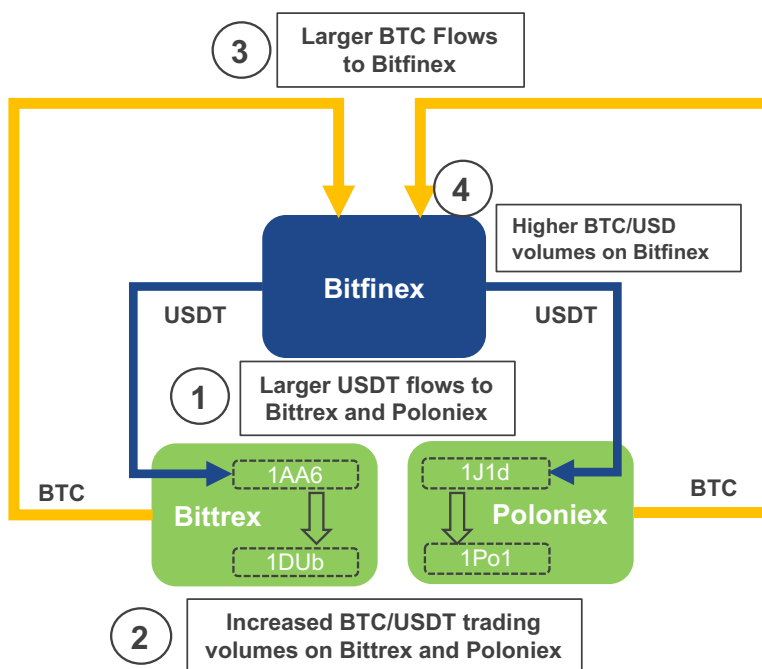 3
Larger BTC Flows
to Bitfinex
4
Higher BTC/USD
volumes on Bitfinex
Bitfinex
USDT
USDT
1
Larger USDT flows to
Bittrex and Poloniex
1AA6
1J1d
BTC
Bittrex
Poloniex
BTC
1DUb
1Po1
2
Increased BTC/USDT trading
volumes on Bittrex and Poloniex